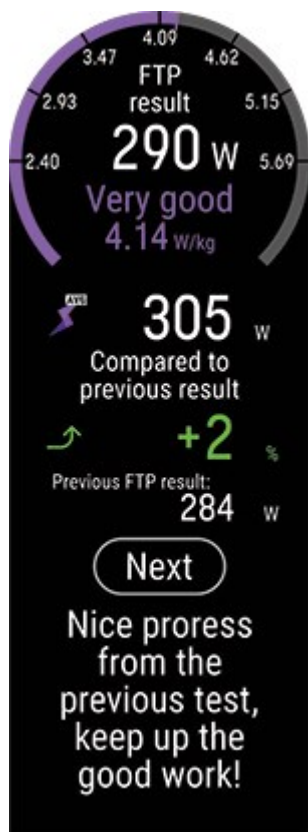 4.09
3.47 4.62
FTP
result
2.93 5.15
290 W
2.40 5.69
Very good
4.14 W/kg
AVG
305 W
Compared to
previous result
+2 %
Previous FTP result:
284 W
Next
Nice proress
from the
previous test,
keep up the
good work!